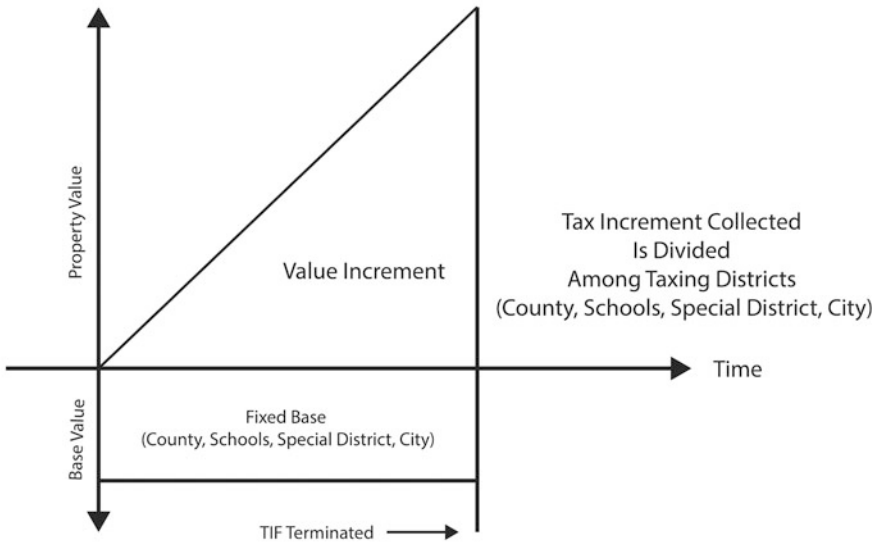 Property Value
Value Increment
Tax Increment Collected
Is Divided
Among Taxing Districts
(County, Schools, Special District, City)
Time
Base Value
Fixed Base
(County, Schools, Special District, City)
TIF Terminated